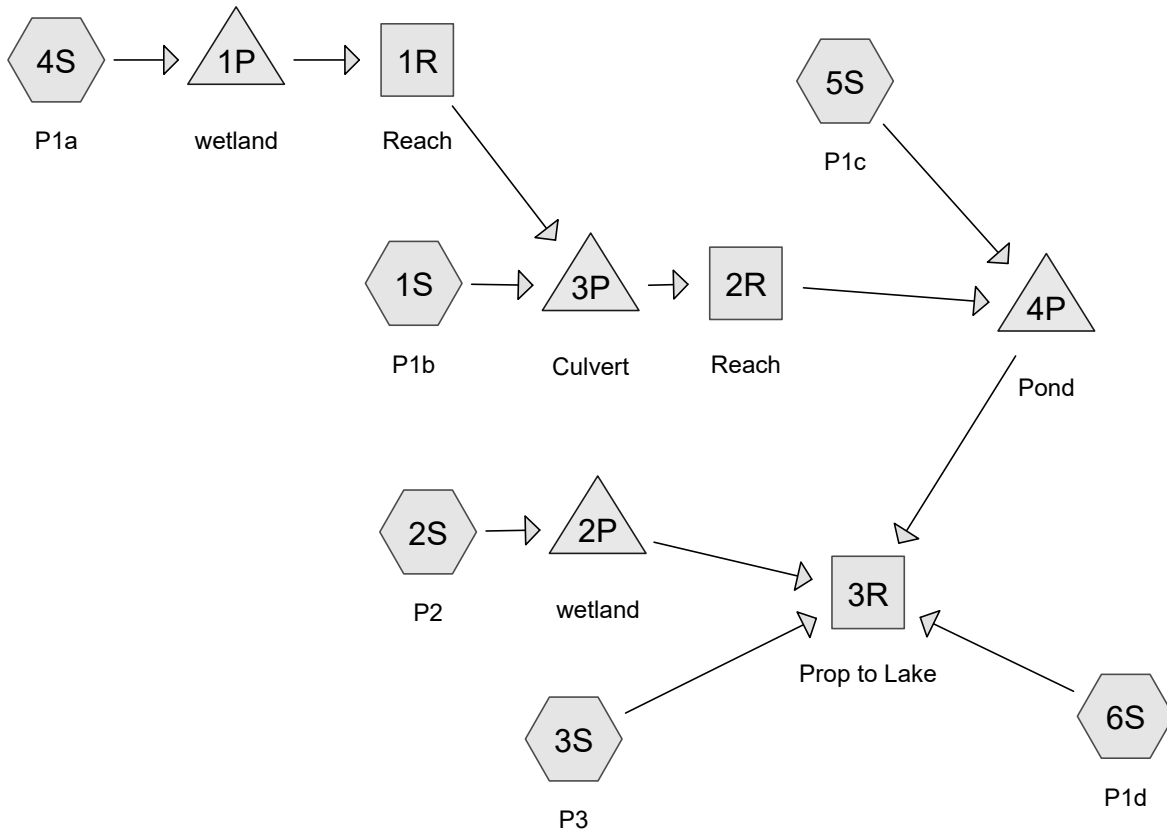 4S
1P
1R
5S
P1a
wetland
Reach
P1c
1S
3P
2R
4P
P1b
Culvert
Reach
Pond
2S
2P
3R
P2
wetland
Prop to Lake
3S
6S
P3
P1d